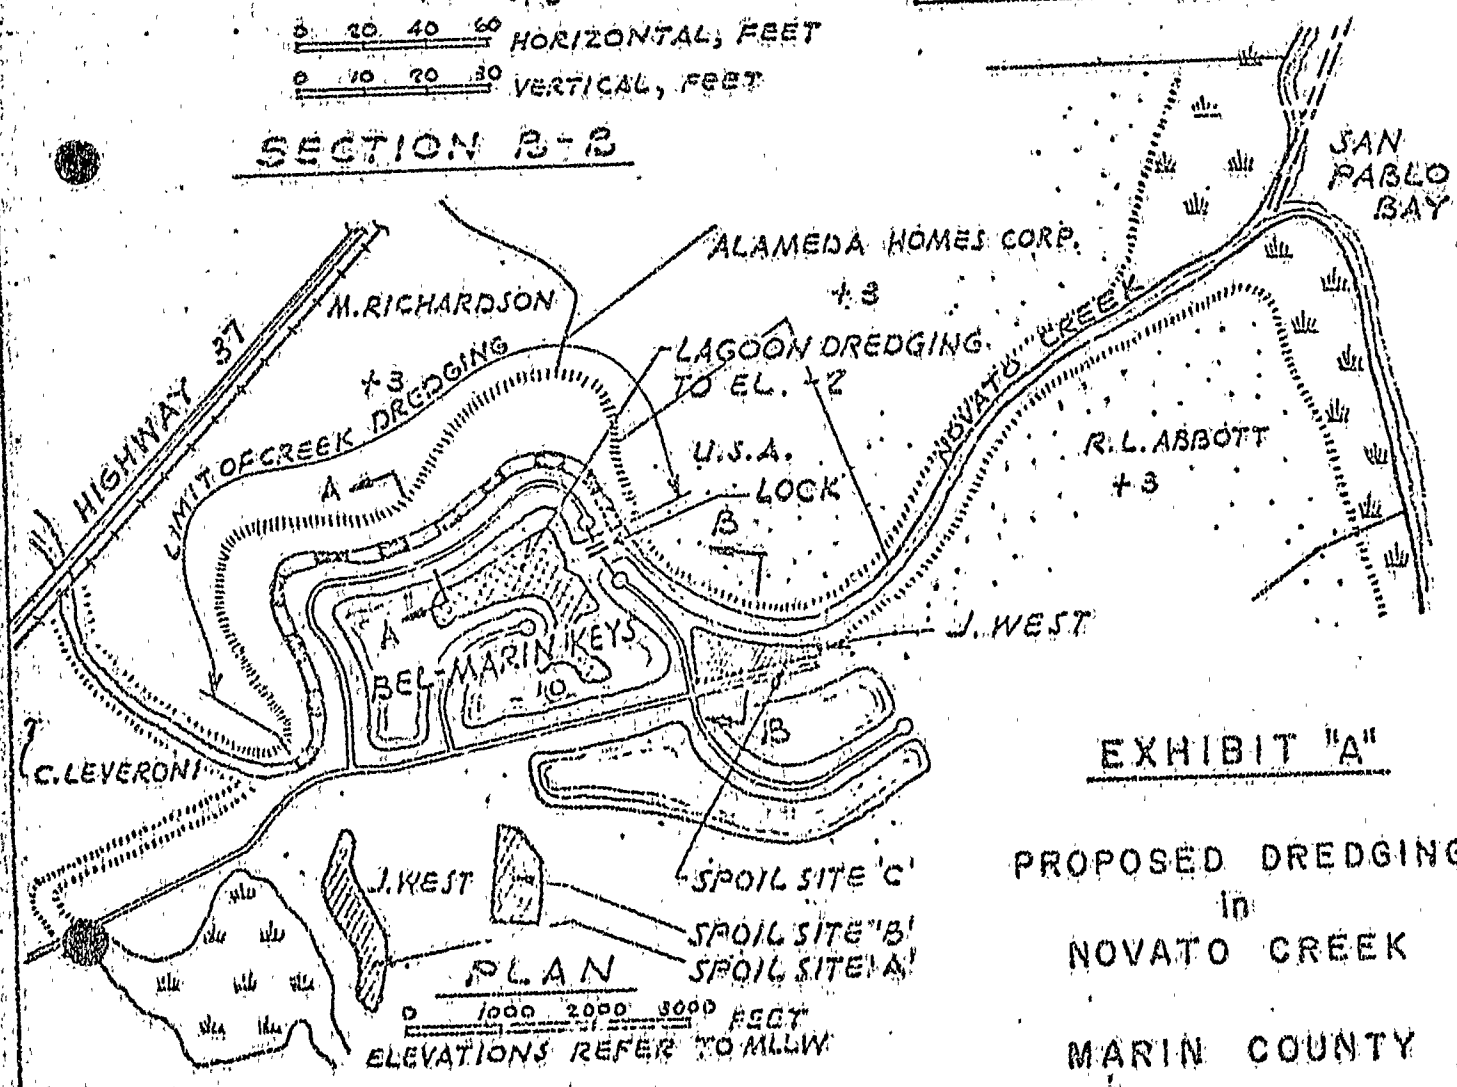 0 20 40 60 HORIZONTAL, FEET
0 10 20 30 VERTICAL, FEET
SECTION B-B
SAN
PABLO
BAY
ALAMEDA HOMES CORP.
+3
M. RICHARDSON
HIGHWAY 37
+3
LIMIT OF CREEK DREDGING
LAGOON DREDGING
TO EL. -2
NOVATO CREEK
U.S.A.
R.L. ABBOTT
+3
A
LOCK
B
A
BEL-MARIN KEYS
-10
J. WEST
B
C. LEVERONI
EXHIBIT "A"
J. WEST
SPOIL SITE 'C'
SPOIL SITE 'B'
SPOIL SITE 'A'
PLAN
0 1000 2000 3000 FEET
ELEVATIONS REFER TO MLLW
PROPOSED DREDGING
in
NOVATO CREEK
MARIN COUNTY